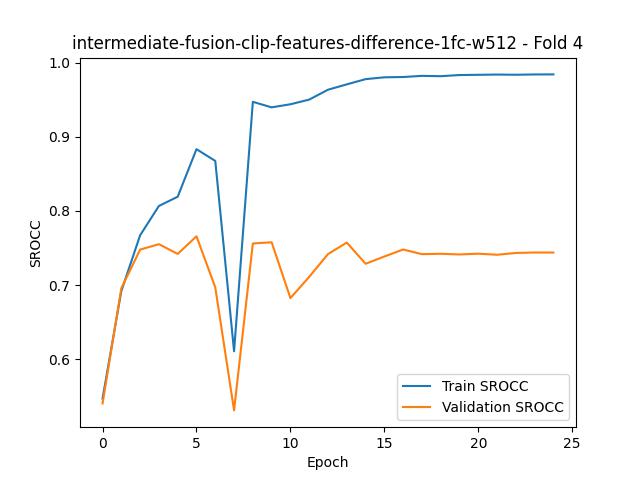 intermediate-fusion-clip-features-difference-1fc-w512 - Fold 4
1.0
0.9
0.8
0.7
0.6
SROCC
0
5
10
15
20
25
Epoch
Train SROCC
Validation SROCC